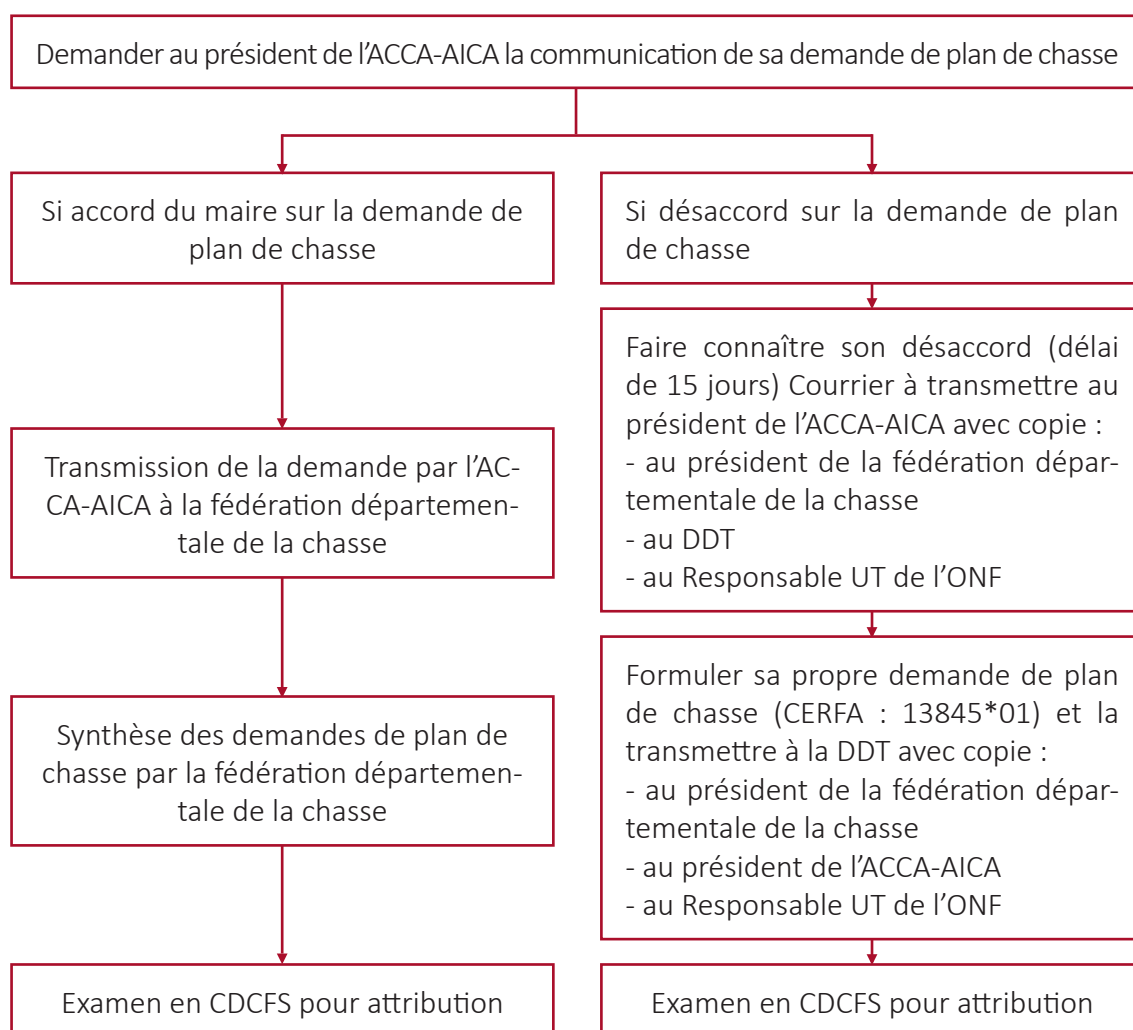 Demander au président de l'ACCA-AICA la communication de sa demande de plan de chasse
Si accord du maire sur la demande de
plan de chasse
Transmission de la demande par l'AC-
CA-AICA à la fédération départemen-
tale de la chasse
Synthèse des demandes de plan de
chasse par la fédération départemen-
tale de la chasse
Examen en CDCFS pour attribution
Si désaccord sur la demande de plan
de chasse
Faire connaître son désaccord (délai
de 15 jours) Courrier à transmettre au
président de l'ACCA-AICA avec copie :
- au président de la fédération dépar-
tementale de la chasse
- au DDT
- au Responsable UT de l'ONF
Formuler sa propre demande de plan
de chasse (CERFA : 13845*01) et la
transmettre à la DDT avec copie :
- au président de la fédération dépar-
tementale de la chasse
- au président de l'ACCA-AICA
- au Responsable UT de l'ONF
Examen en CDCFS pour attribution